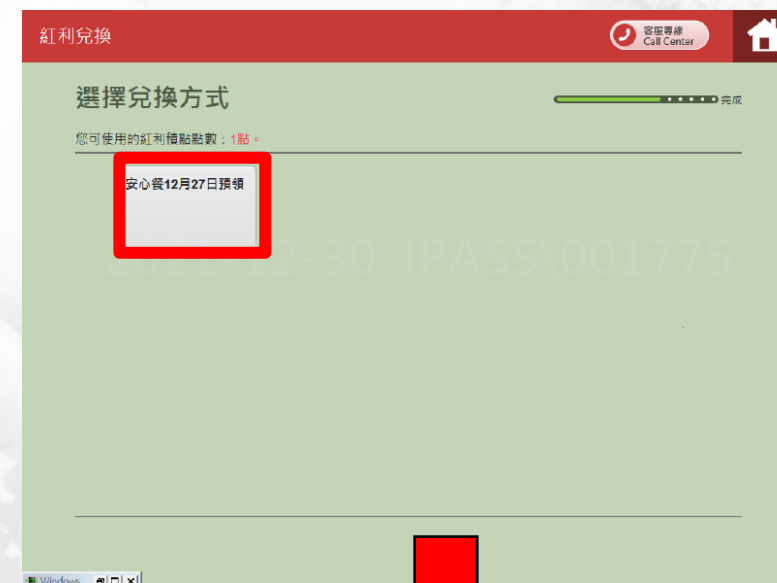 紅利兌換
客服專線
Call Center
選擇兌換方式
完成
您可使用的紅利積點點數：1點。
安心餐12月27日預領
2021-12-30 IPASS\001775
Windows